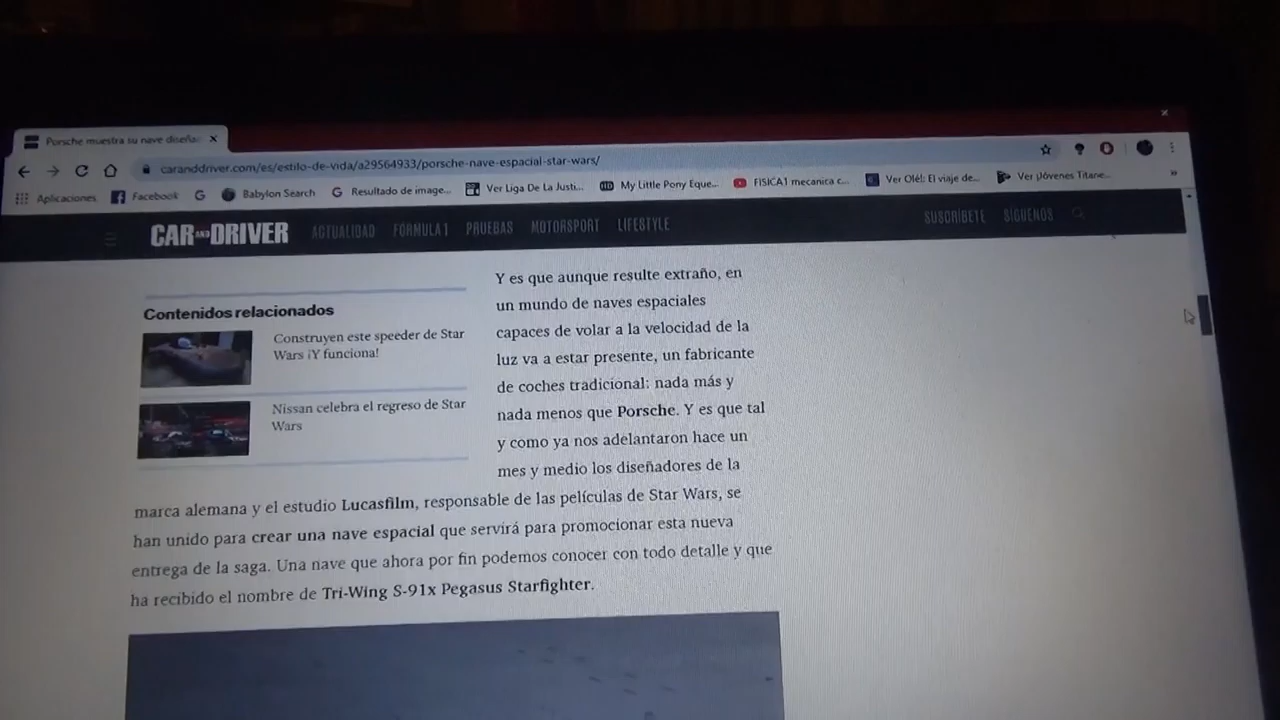 Porsche muestra su nave diseña
caranddriver.com/es/estilo-de-vida/a29564933/porsche-nave-espacial-star-wars/
Aplicaciones Facebook Babylon Search Resultado de image... Ver Liga De La Justi... My Little Pony Eque... FISICA1 mecanica c... Ver Olé!: El viaje de... Ver ¡Jóvenes Titane...
CAR AND DRIVER ACTUALIDAD FÓRMULA 1 PRUEBAS MOTORSPORT LIFESTYLE SUSCRÍBETE SÍGUENOS
Contenidos relacionados
Construyen este speeder de Star
Wars ¡Y funciona!
Nissan celebra el regreso de Star
Wars
Y es que aunque resulte extraño, en
un mundo de naves espaciales
capaces de volar a la velocidad de la
luz va a estar presente, un fabricante
de coches tradicional: nada más y
nada menos que Porsche. Y es que tal
y como ya nos adelantaron hace un
mes y medio los diseñadores de la
marca alemana y el estudio Lucasfilm, responsable de las películas de Star Wars, se
han unido para crear una nave espacial que servirá para promocionar esta nueva
entrega de la saga. Una nave que ahora por fin podemos conocer con todo detalle y que
ha recibido el nombre de Tri-Wing S-91x Pegasus Starfighter.